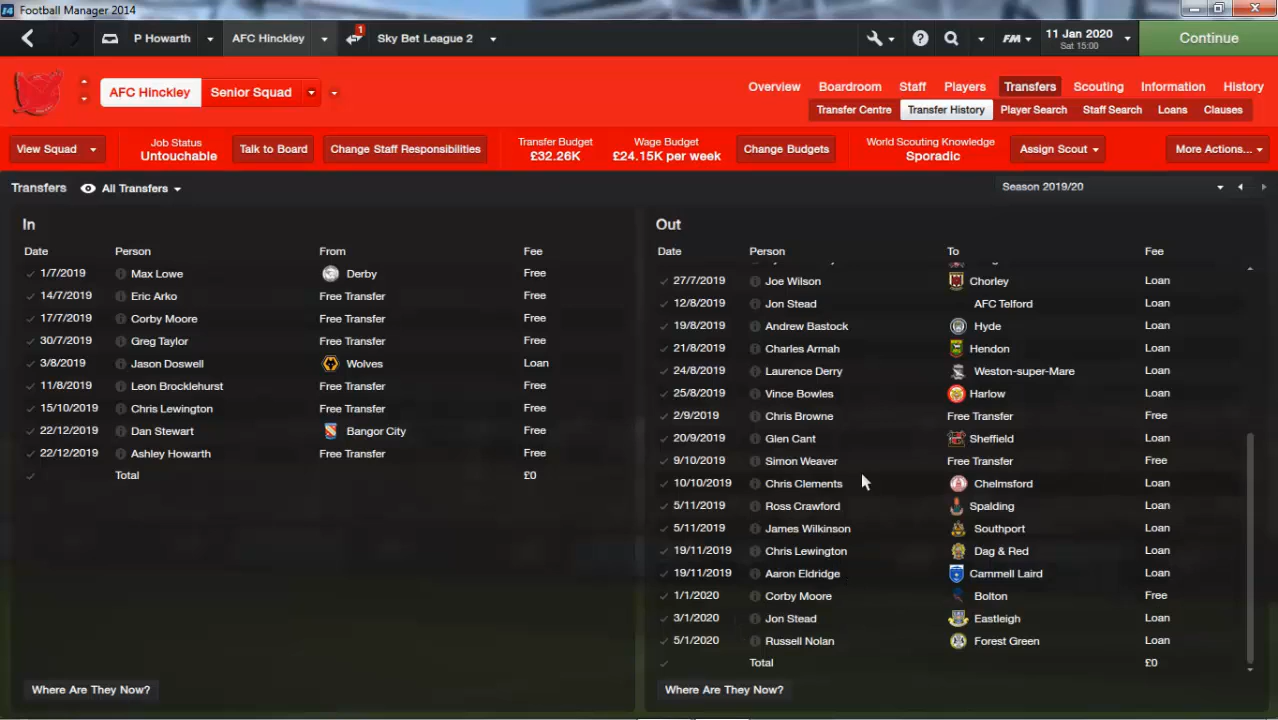 Football Manager 2014
P Howarth AFC Hinckley 1 Sky Bet League 2 FM 11 Jan 2020 Sat 15:00 Continue
AFC Hinckley Senior Squad Overview Boardroom Staff Players Transfers Scouting Information History
Transfer Centre Transfer History Player Search Staff Search Loans Clauses
View Squad Job Status Untouchable Talk to Board Change Staff Responsibilities Transfer Budget £32.26K Wage Budget £24.15K per week Change Budgets World Scouting Knowledge Sporadic Assign Scout More Actions...
Transfers All Transfers Season 2019/20
In
Date Person From Fee
1/7/2019 Max Lowe Derby Free
14/7/2019 Eric Arko Free Transfer Free
17/7/2019 Corby Moore Free Transfer Free
30/7/2019 Greg Taylor Free Transfer Free
3/8/2019 Jason Doswell Wolves Loan
11/8/2019 Leon Brocklehurst Free Transfer Free
15/10/2019 Chris Lewington Free Transfer Free
22/12/2019 Dan Stewart Bangor City Free
22/12/2019 Ashley Howarth Free Transfer Free
Total £0
Where Are They Now?
Out
Date Person To Fee
27/7/2019 Joe Wilson Chorley Loan
12/8/2019 Jon Stead AFC Telford Loan
19/8/2019 Andrew Bastock Hyde Loan
21/8/2019 Charles Armah Hendon Loan
24/8/2019 Laurence Derry Weston-super-Mare Loan
25/8/2019 Vince Bowles Harlow Loan
2/9/2019 Chris Browne Free Transfer Free
20/9/2019 Glen Cant Sheffield Loan
9/10/2019 Simon Weaver Free Transfer Free
10/10/2019 Chris Clements Chelmsford Loan
5/11/2019 Ross Crawford Spalding Loan
5/11/2019 James Wilkinson Southport Loan
19/11/2019 Chris Lewington Dag & Red Loan
19/11/2019 Aaron Eldridge Cammell Laird Loan
1/1/2020 Corby Moore Bolton Free
3/1/2020 Jon Stead Eastleigh Loan
5/1/2020 Russell Nolan Forest Green Loan
Total £0
Where Are They Now?